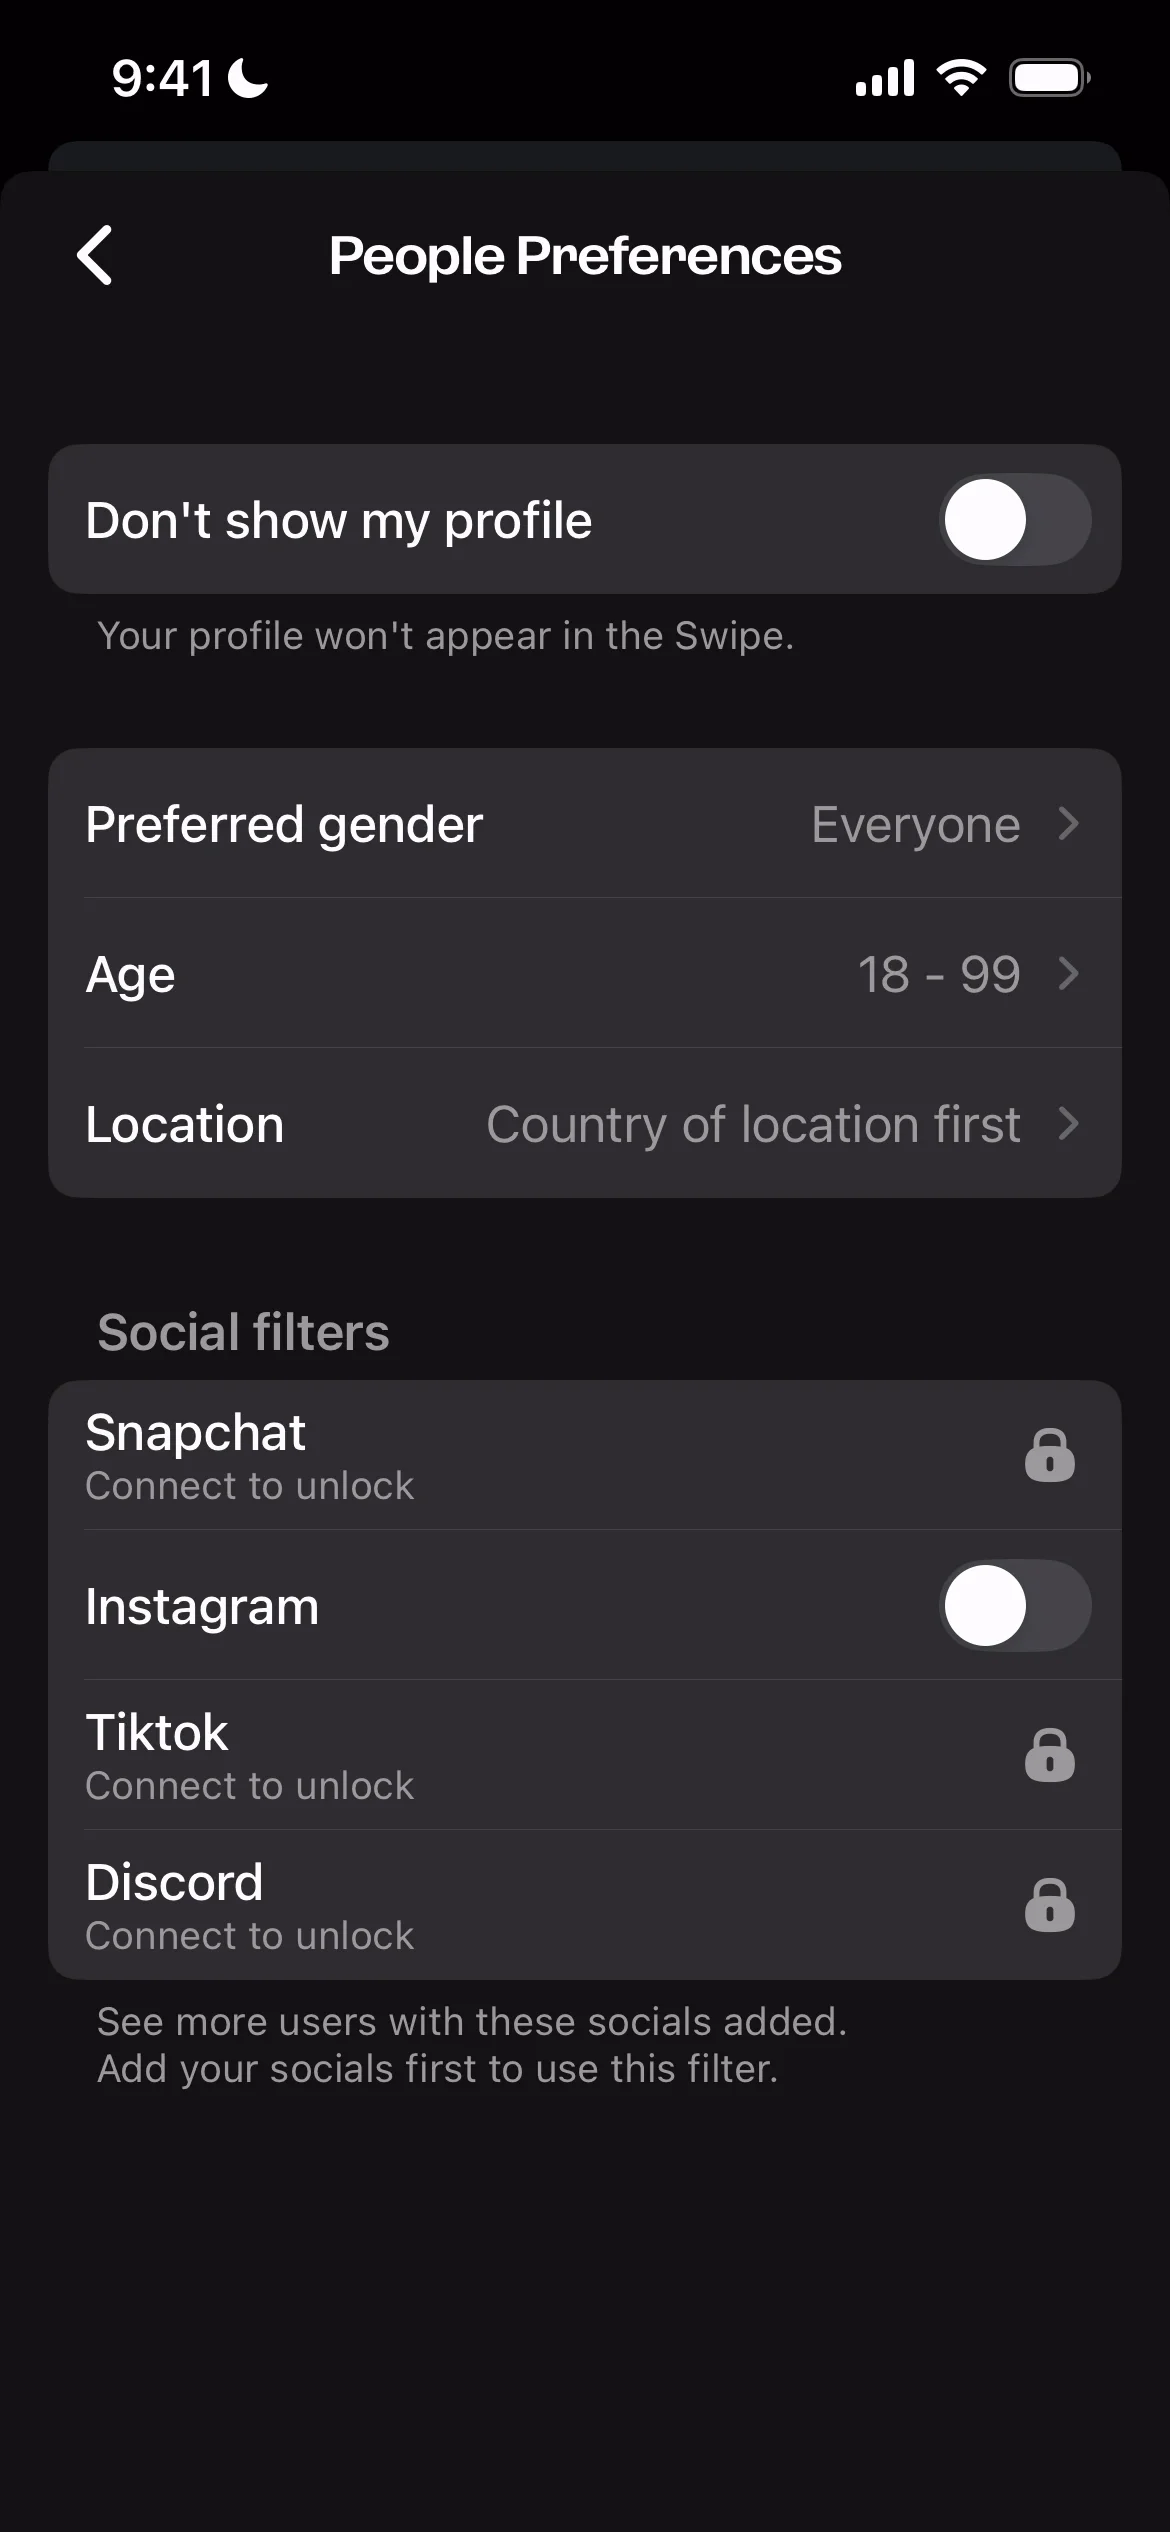 9:41
People Preferences
Don't show my profile
Your profile won't appear in the Swipe.
Preferred gender Everyone
Age 18 - 99
Location Country of location first
Social filters
Snapchat
Connect to unlock
Instagram
Tiktok
Connect to unlock
Discord
Connect to unlock
See more users with these socials added.
Add your socials first to use this filter.